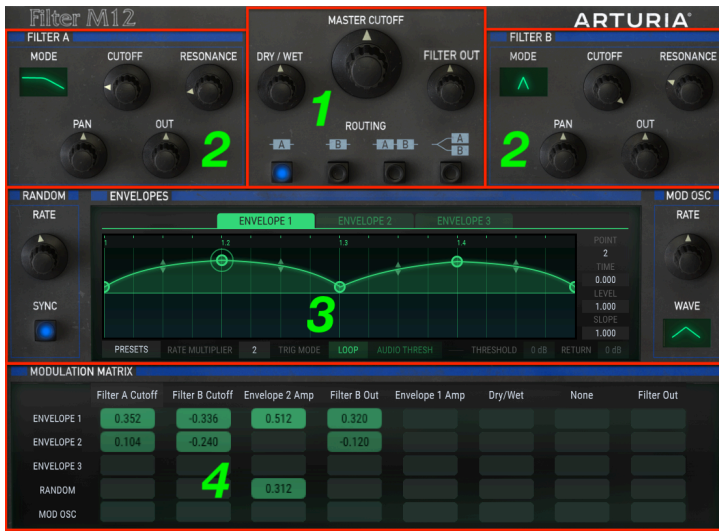 Filter M12
MASTER CUTOFF
ARTURIA
FILTER A
FILTER B
MODE CUTOFF RESONANCE
DRY / WET FILTER OUT
MODE CUTOFF RESONANCE
1
PAN OUT
2
ROUTING
A B A B A B
PAN OUT
2
RANDOM
ENVELOPES
MOD OSC
RATE
ENVELOPE 1 ENVELOPE 2 ENVELOPE 3
RATE
1 1.2 1.3 1.4
POINT
2
TIME
0.000
LEVEL
1.000
SLOPE
1.000
SYNC
3
WAVE
PRESETS RATE MULTIPLIER 2 TRIG MODE LOOP AUDIO THRESH THRESHOLD 0 dB RETURN 0 dB
MODULATION MATRIX
Filter A Cutoff Filter B Cutoff Envelope 2 Amp Filter B Out Envelope 1 Amp Dry/Wet None Filter Out
ENVELOPE 1 0.352 -0.336 0.512 0.320
ENVELOPE 2 0.104 -0.240 -0.120
ENVELOPE 3
4
RANDOM 0.312
MOD OSC